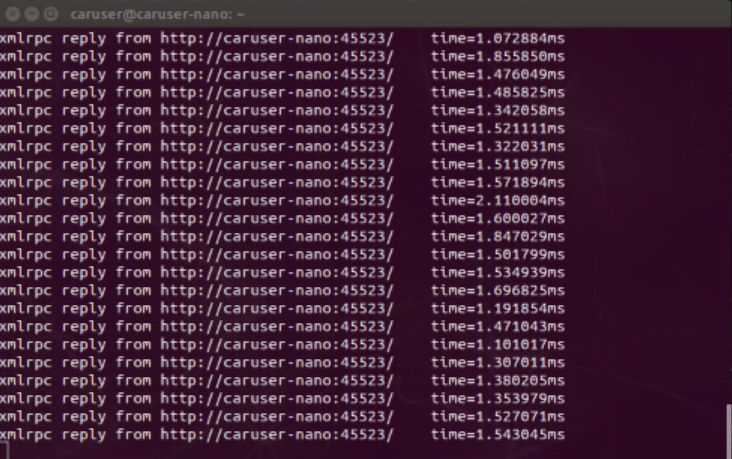 caruser@caruser-nano: ~
xmlrpc reply from http://caruser-nano:45523/ time=1.072884ms
xmlrpc reply from http://caruser-nano:45523/ time=1.855850ms
xmlrpc reply from http://caruser-nano:45523/ time=1.476049ms
xmlrpc reply from http://caruser-nano:45523/ time=1.485825ms
xmlrpc reply from http://caruser-nano:45523/ time=1.342058ms
xmlrpc reply from http://caruser-nano:45523/ time=1.521111ms
xmlrpc reply from http://caruser-nano:45523/ time=1.322031ms
xmlrpc reply from http://caruser-nano:45523/ time=1.511097ms
xmlrpc reply from http://caruser-nano:45523/ time=1.571894ms
xmlrpc reply from http://caruser-nano:45523/ time=2.110004ms
xmlrpc reply from http://caruser-nano:45523/ time=1.600027ms
xmlrpc reply from http://caruser-nano:45523/ time=1.847029ms
xmlrpc reply from http://caruser-nano:45523/ time=1.501799ms
xmlrpc reply from http://caruser-nano:45523/ time=1.534939ms
xmlrpc reply from http://caruser-nano:45523/ time=1.696825ms
xmlrpc reply from http://caruser-nano:45523/ time=1.191854ms
xmlrpc reply from http://caruser-nano:45523/ time=1.471043ms
xmlrpc reply from http://caruser-nano:45523/ time=1.101017ms
xmlrpc reply from http://caruser-nano:45523/ time=1.307011ms
xmlrpc reply from http://caruser-nano:45523/ time=1.380205ms
xmlrpc reply from http://caruser-nano:45523/ time=1.353979ms
xmlrpc reply from http://caruser-nano:45523/ time=1.527071ms
xmlrpc reply from http://caruser-nano:45523/ time=1.543045ms